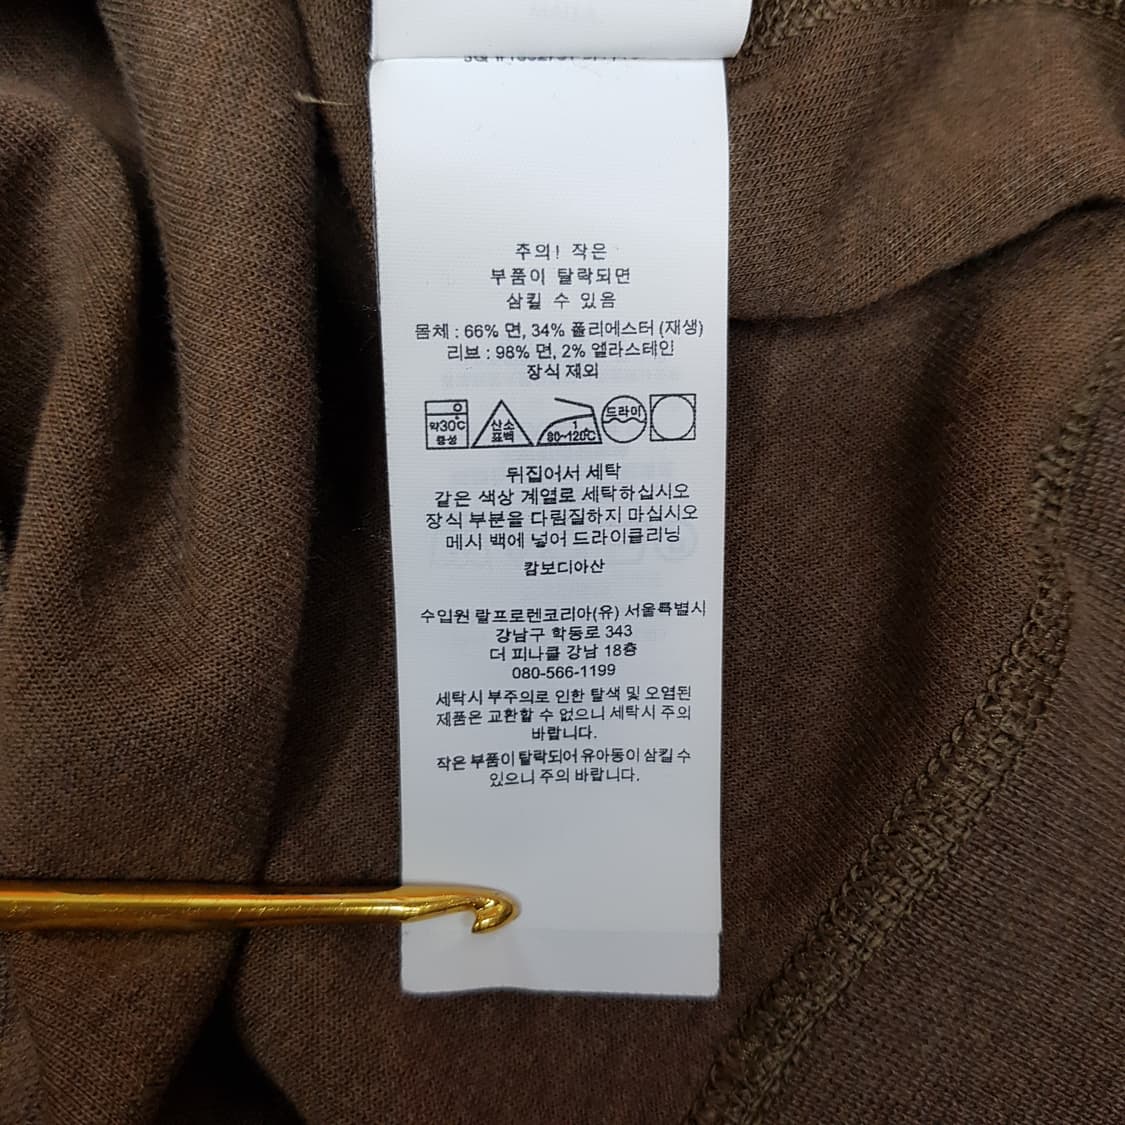 주의! 작은
부품이 탈락되면
삼킬 수 있음
몸체 : 66% 면, 34% 폴리에스터 (재생)
리브 : 98% 면, 2% 엘라스테인
장식 제외
약30℃
중성
산소
표백
1
80~120℃
드라이
뒤집어서 세탁
같은 색상 계열로 세탁하십시오
장식 부분을 다림질하지 마십시오
메시 백에 넣어 드라이클리닝
캄보디아산
수입원 랄프로렌코리아(유) 서울특별시
강남구 학동로 343
더 피나클 강남 18층
080-566-1199
세탁시 부주의로 인한 탈색 및 오염된
제품은 교환할 수 없으니 세탁시 주의
바랍니다.
작은 부품이 탈락되어 유아동이 삼킬 수
있으니 주의 바랍니다.